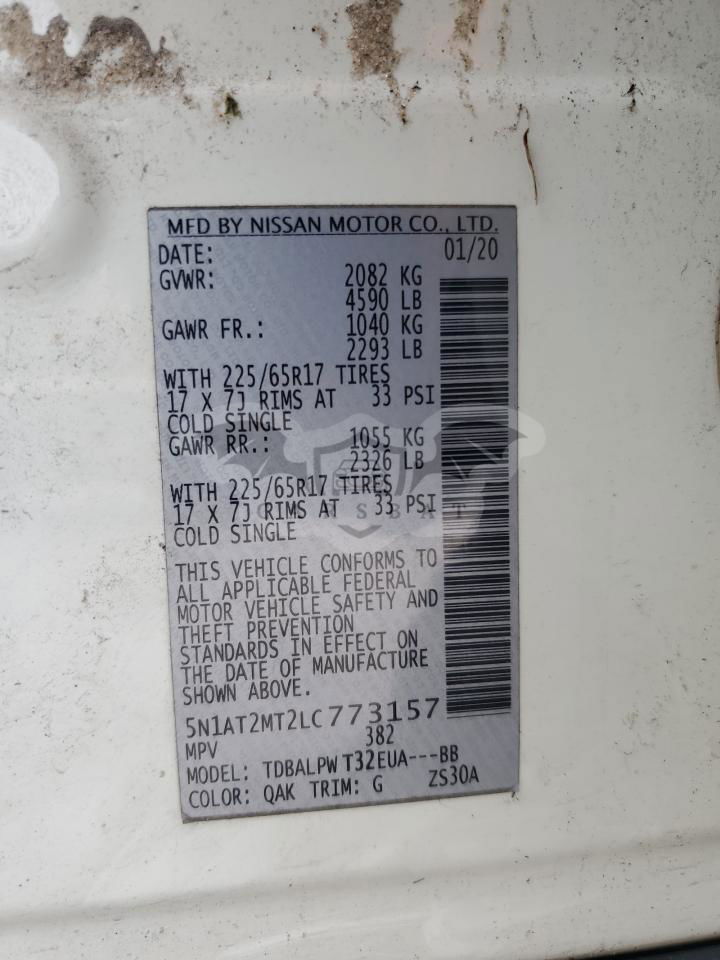 MFD BY NISSAN MOTOR CO., LTD.
DATE: 01/20
GVWR: 2082 KG
4590 LB
GAWR FR.: 1040 KG
2293 LB
WITH 225/65R17 TIRES
17 X 7J RIMS AT 33 PSI
COLD SINGLE
GAWR RR.: 1055 KG
2326 LB
WITH 225/65R17 TIRES
17 X 7J RIMS AT 33 PSI
COLD SINGLE
THIS VEHICLE CONFORMS TO
ALL APPLICABLE FEDERAL
MOTOR VEHICLE SAFETY AND
THEFT PREVENTION
STANDARDS IN EFFECT ON
THE DATE OF MANUFACTURE
SHOWN ABOVE.
5N1AT2MT2LC773157
MPV 382
MODEL: TDBALPWT32EUA---BB
COLOR: QAK TRIM: G ZS30A